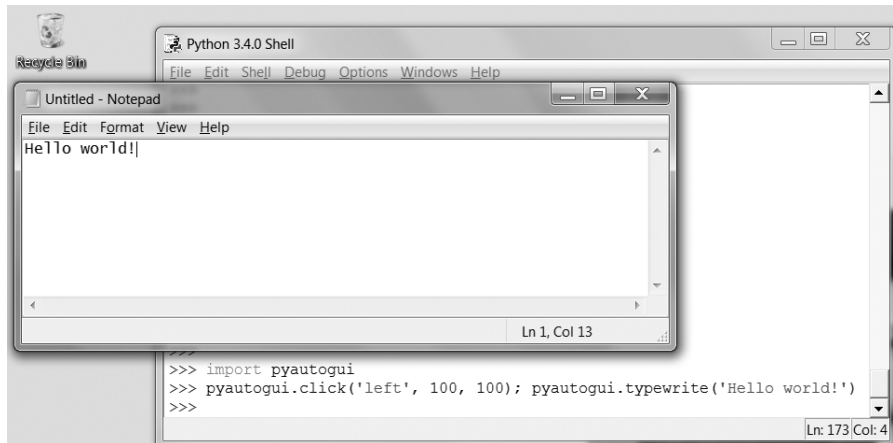 Recycle Bin
Python 3.4.0 Shell
File Edit Shell Debug Options Windows Help
Untitled - Notepad
File Edit Format View Help
Hello world!
Ln 1, Col 13
>>>
>>> import pyautogui
>>> pyautogui.click('left', 100, 100); pyautogui.typewrite('Hello world!')
>>>
Ln: 173 Col: 4